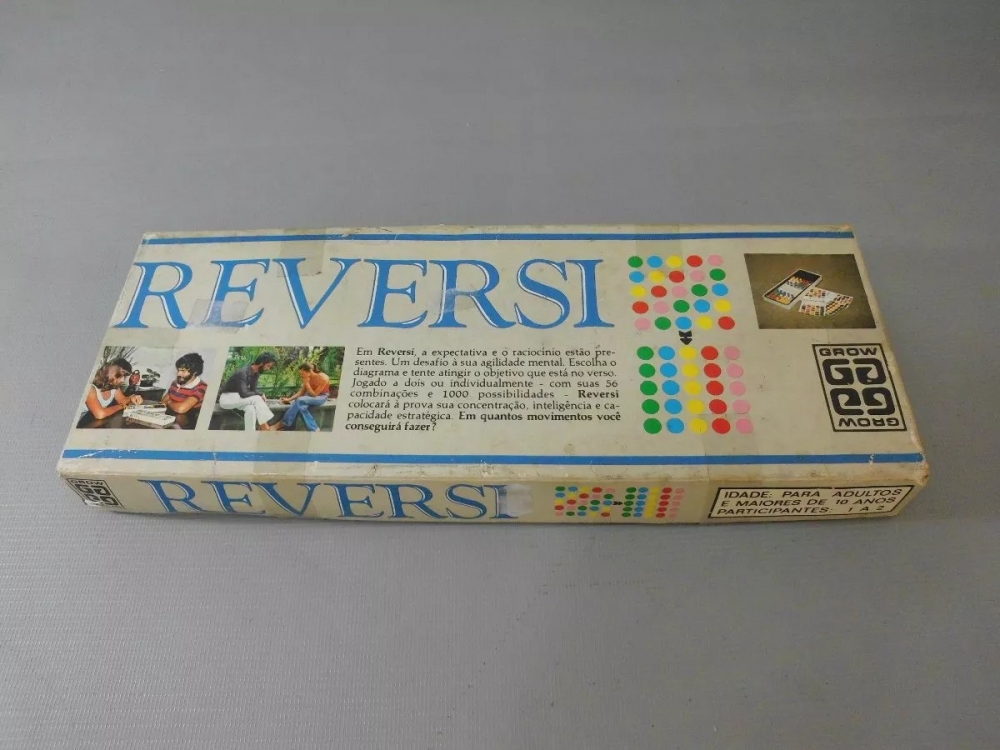 REVERSI
Em Reversi, a expectativa e o raciocínio estão pre-
sentes. Um desafio à sua agilidade mental. Escolha o
diagrama e tente atingir o objetivo que está no verso.
Jogado a dois ou individualmente - com suas 56
combinações e 1000 possibilidades - Reversi
colocará à prova sua concentração, inteligência e ca-
pacidade estratégica. Em quantos movimentos você
conseguirá fazer?
GROW
GROW
GROW
REVERSI
IDADE: PARA ADULTOS
E MAIORES DE 10 ANOS
PARTICIPANTES: 1 A 2